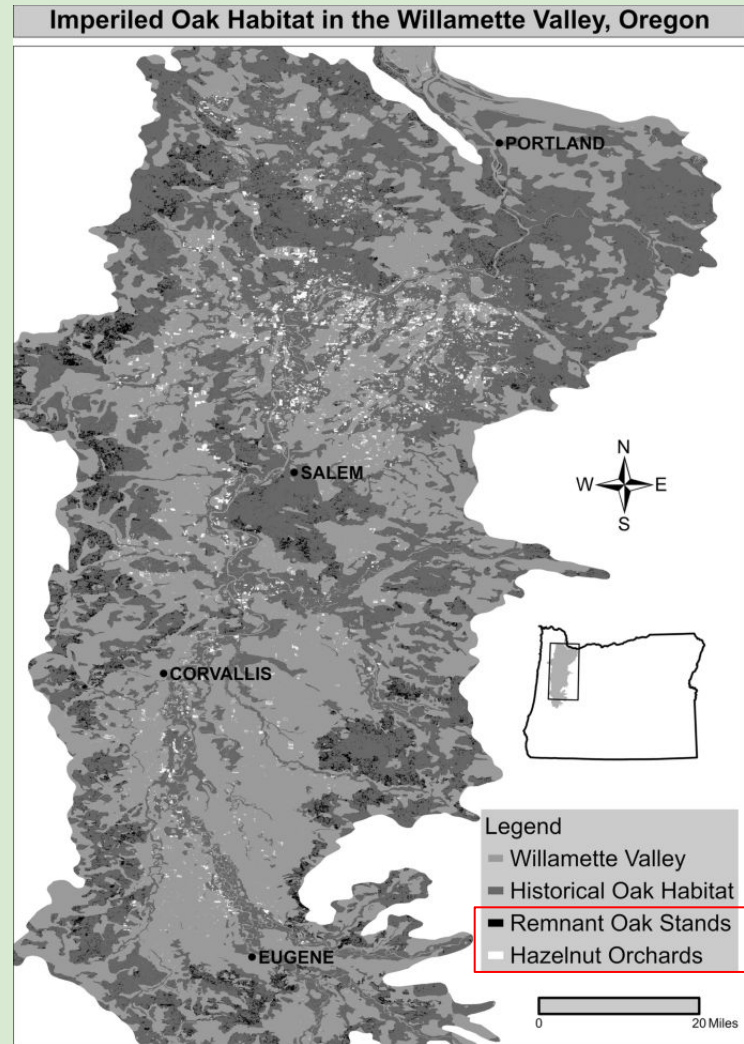 Imperiled Oak Habitat in the Willamette Valley, Oregon
PORTLAND
SALEM
N
W E
S
CORVALLIS
EUGENE
Legend
Willamette Valley
Historical Oak Habitat
Remnant Oak Stands
Hazelnut Orchards
0 20 Miles